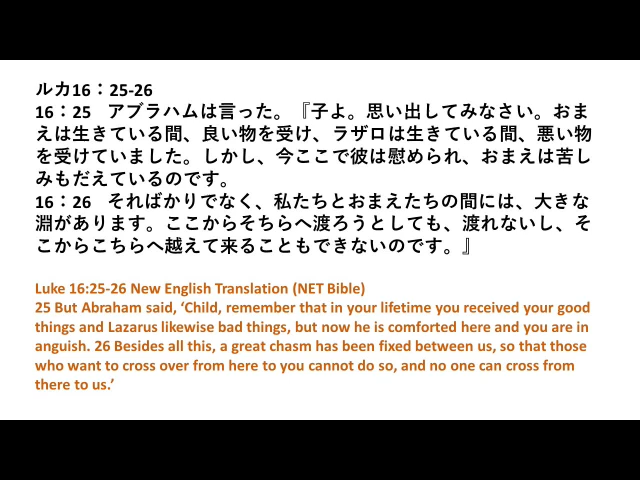 ルカ16：25-26
16：25　アブラハムは言った。『子よ。思い出してみなさい。おま
えは生きている間、良い物を受け、ラザロは生きている間、悪い物
を受けていました。しかし、今ここで彼は慰められ、おまえは苦し
みもだえているのです。
16：26　そればかりでなく、私たちとおまえたちの間には、大きな
淵があります。ここからそちらへ渡ろうとしても、渡れないし、そ
こからこちらへ越えて来ることもできないのです。』
Luke 16:25-26 New English Translation (NET Bible)
25 But Abraham said, ‘Child, remember that in your lifetime you received your good
things and Lazarus likewise bad things, but now he is comforted here and you are in
anguish. 26 Besides all this, a great chasm has been fixed between us, so that those
who want to cross over from here to you cannot do so, and no one can cross from
there to us.’